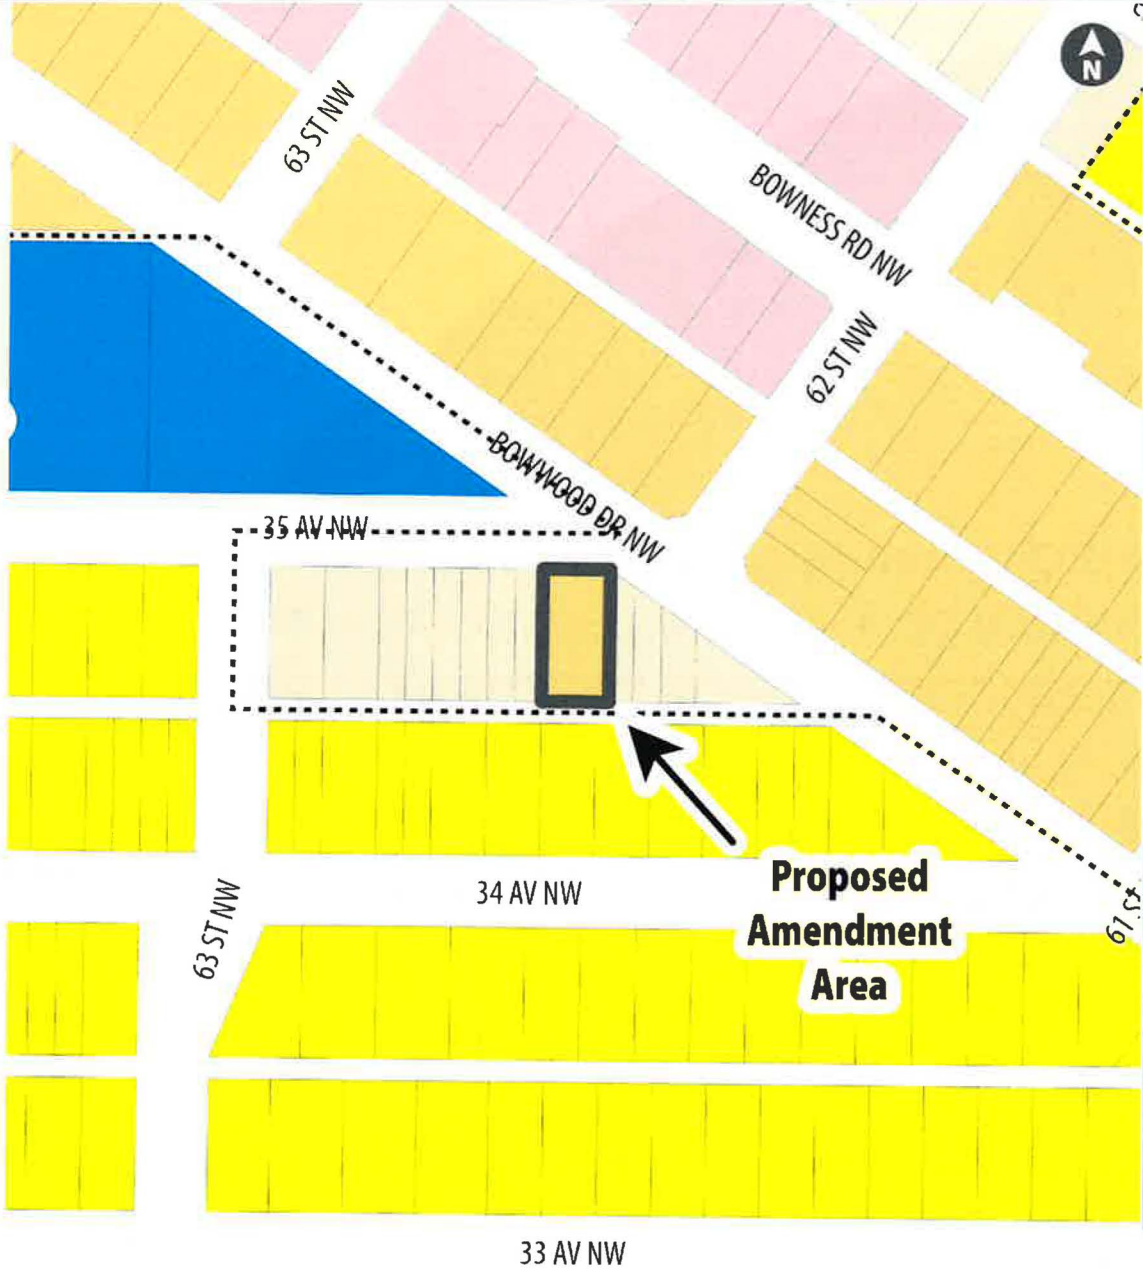 N
63 ST NW
BOWNESS RD NW
62 ST NW
BOWWOOD DR NW
35 AV NW
Proposed
Amendment
Area
34 AV NW
63 ST NW
61 S
33 AV NW